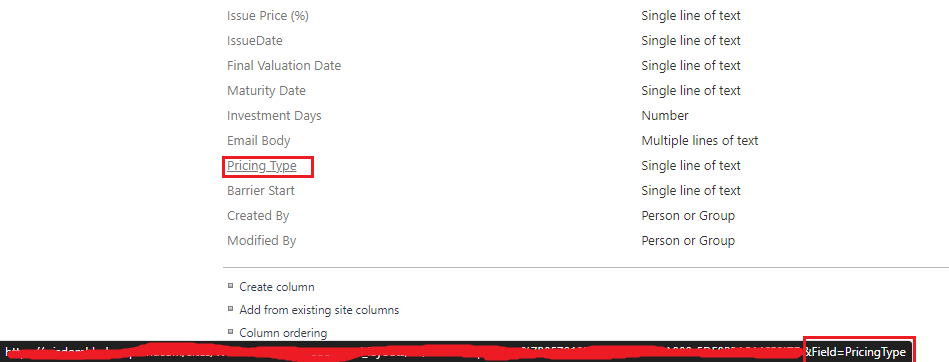 Issue Price (%) Single line of text
IssueDate Single line of text
Final Valuation Date Single line of text
Maturity Date Single line of text
Investment Days Number
Email Body Multiple lines of text
Pricing Type Single line of text
Barrier Start Single line of text
Created By Person or Group
Modified By Person or Group
Create column
Add from existing site columns
Column ordering
&Field=PricingType